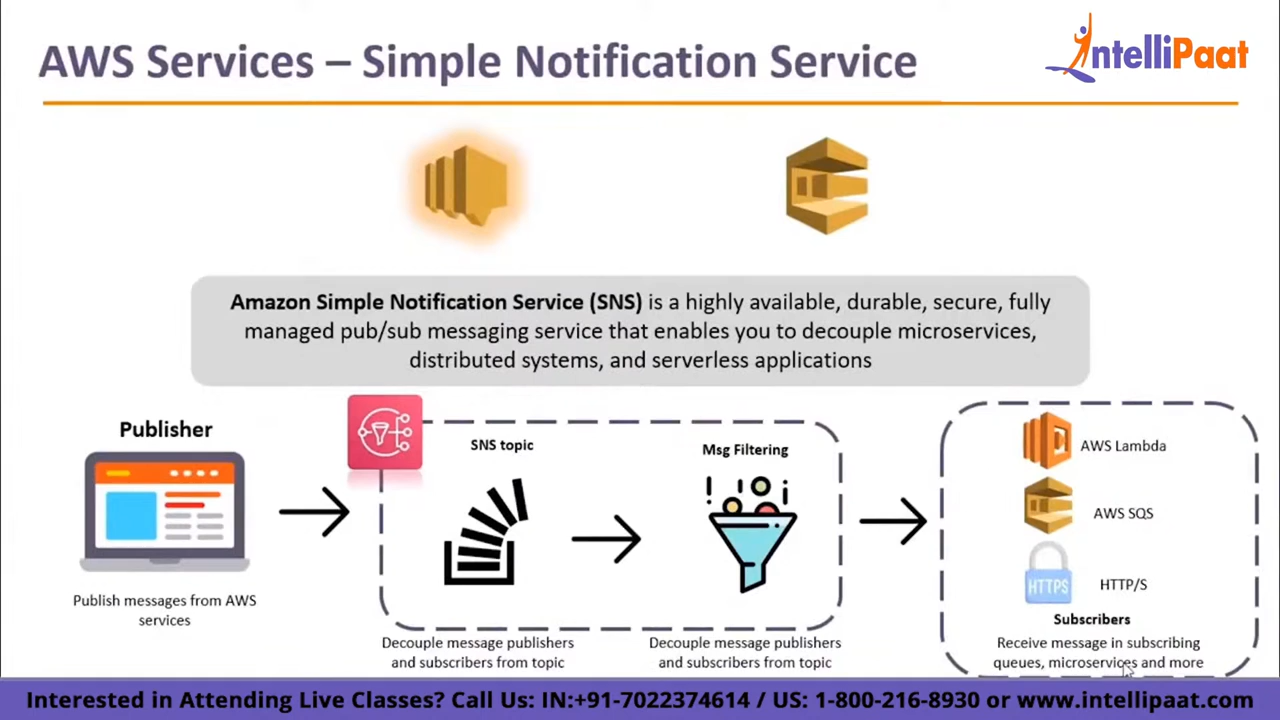 AWS Services – Simple Notification Service
IntelliPaat
Amazon Simple Notification Service (SNS) is a highly available, durable, secure, fully
managed pub/sub messaging service that enables you to decouple microservices,
distributed systems, and serverless applications
Publisher
Publish messages from AWS
services
SNS topic
Msg Filtering
Decouple message publishers
and subscribers from topic
Decouple message publishers
and subscribers from topic
AWS Lambda
AWS SQS
HTTPS
HTTP/S
Subscribers
Receive message in subscribing
queues, microservices and more
Interested in Attending Live Classes? Call Us: IN:+91-7022374614 / US: 1-800-216-8930 or www.intellipaat.com